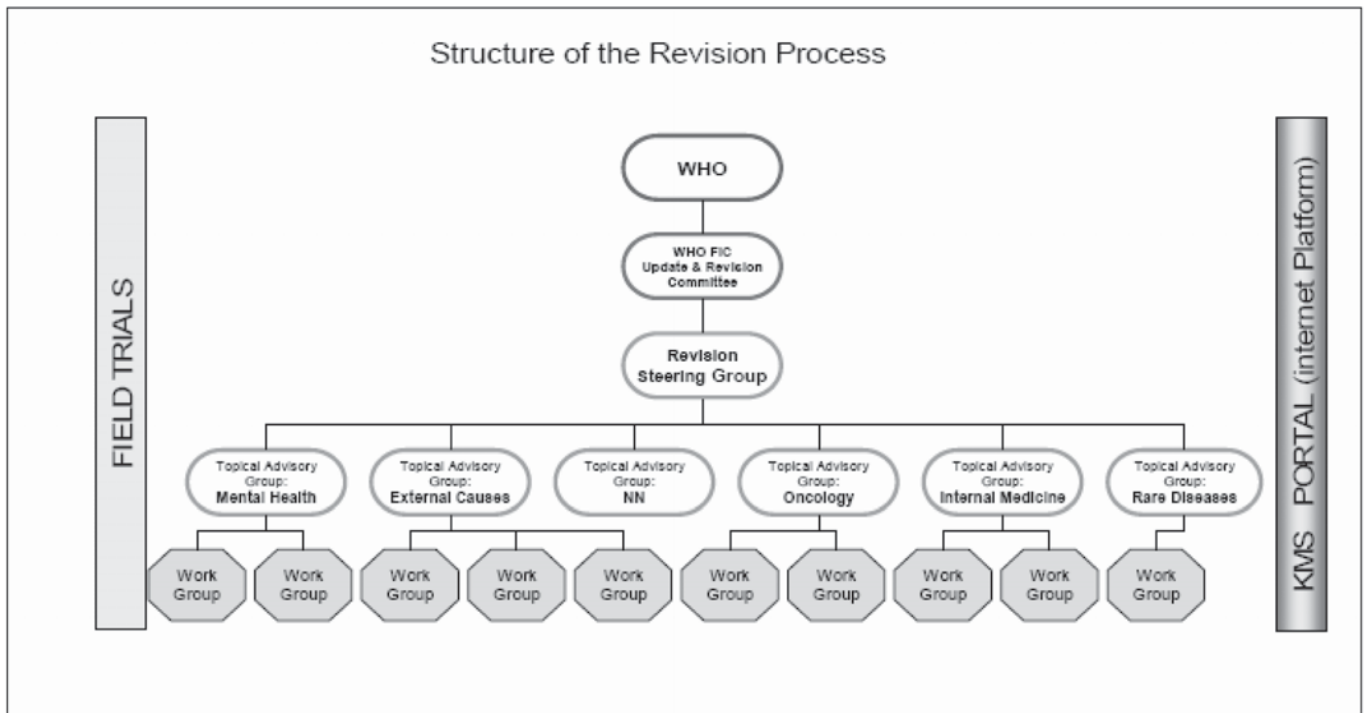 Structure of the Revision Process
FIELD TRIALS
WHO
WHO FIC
Update & Revision
Committee
Revision
Steering Group
Topical Advisory
Group:
Mental Health
Topical Advisory
Group:
External Causes
Topical Advisory
Group:
NN
Topical Advisory
Group:
Oncology
Topical Advisory
Group:
Internal Medicine
Topical Advisory
Group:
Rare Diseases
Work
Group
Work
Group
Work
Group
Work
Group
Work
Group
Work
Group
Work
Group
Work
Group
Work
Group
Work
Group
KMS PORTAL (internet Platform)